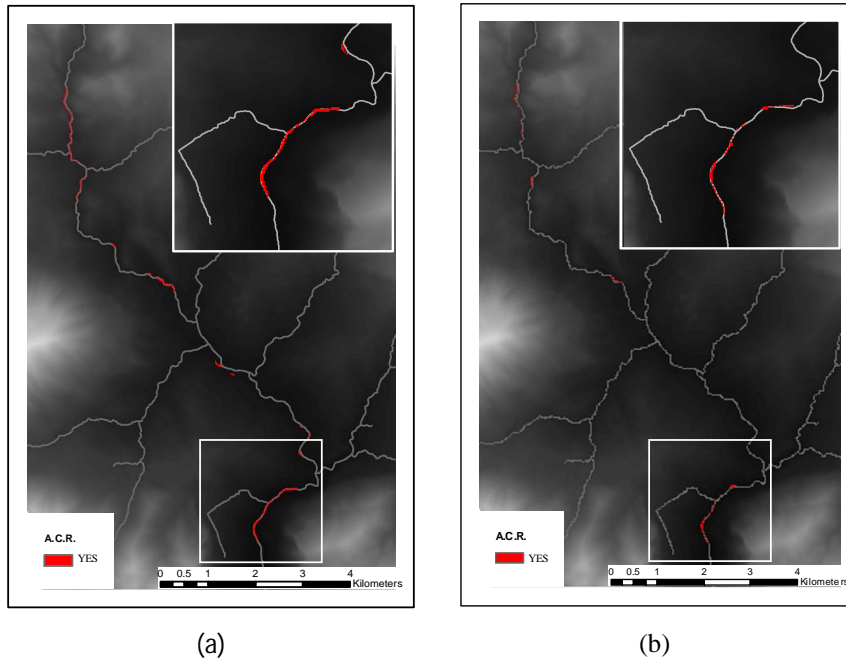 A.C.R.
YES
0 0.5 1 2 3 4
Kilometers
(a)
A.C.R.
YES
0 0.5 1 2 3 4
Kilometers
(b)